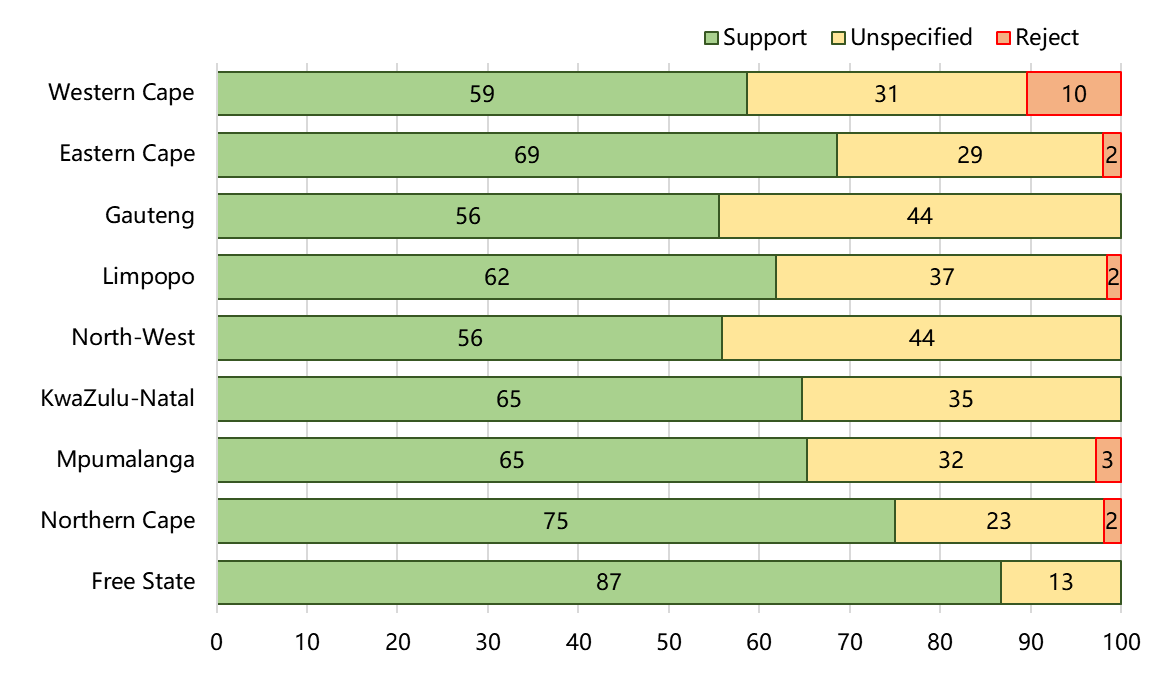 Support Unspecified Reject
Western Cape 59 31 10
Eastern Cape 69 29 2
Gauteng 56 44
Limpopo 62 37 2
North-West 56 44
KwaZulu-Natal 65 35
Mpumalanga 65 32 3
Northern Cape 75 23 2
Free State 87 13
0 10 20 30 40 50 60 70 80 90 100